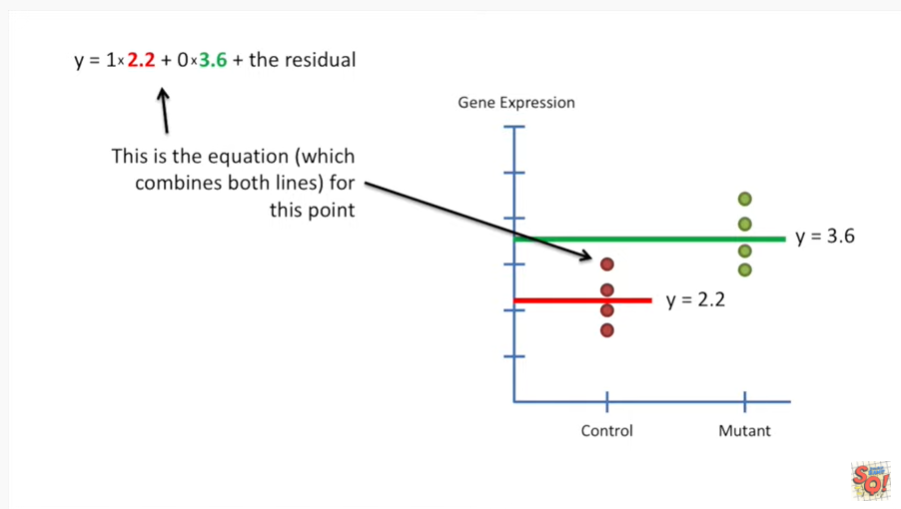 y = 1×2.2 + 0×3.6 + the residual
Gene Expression
This is the equation (which
combines both lines) for
this point
y = 3.6
y = 2.2
Control
Mutant
SQ!